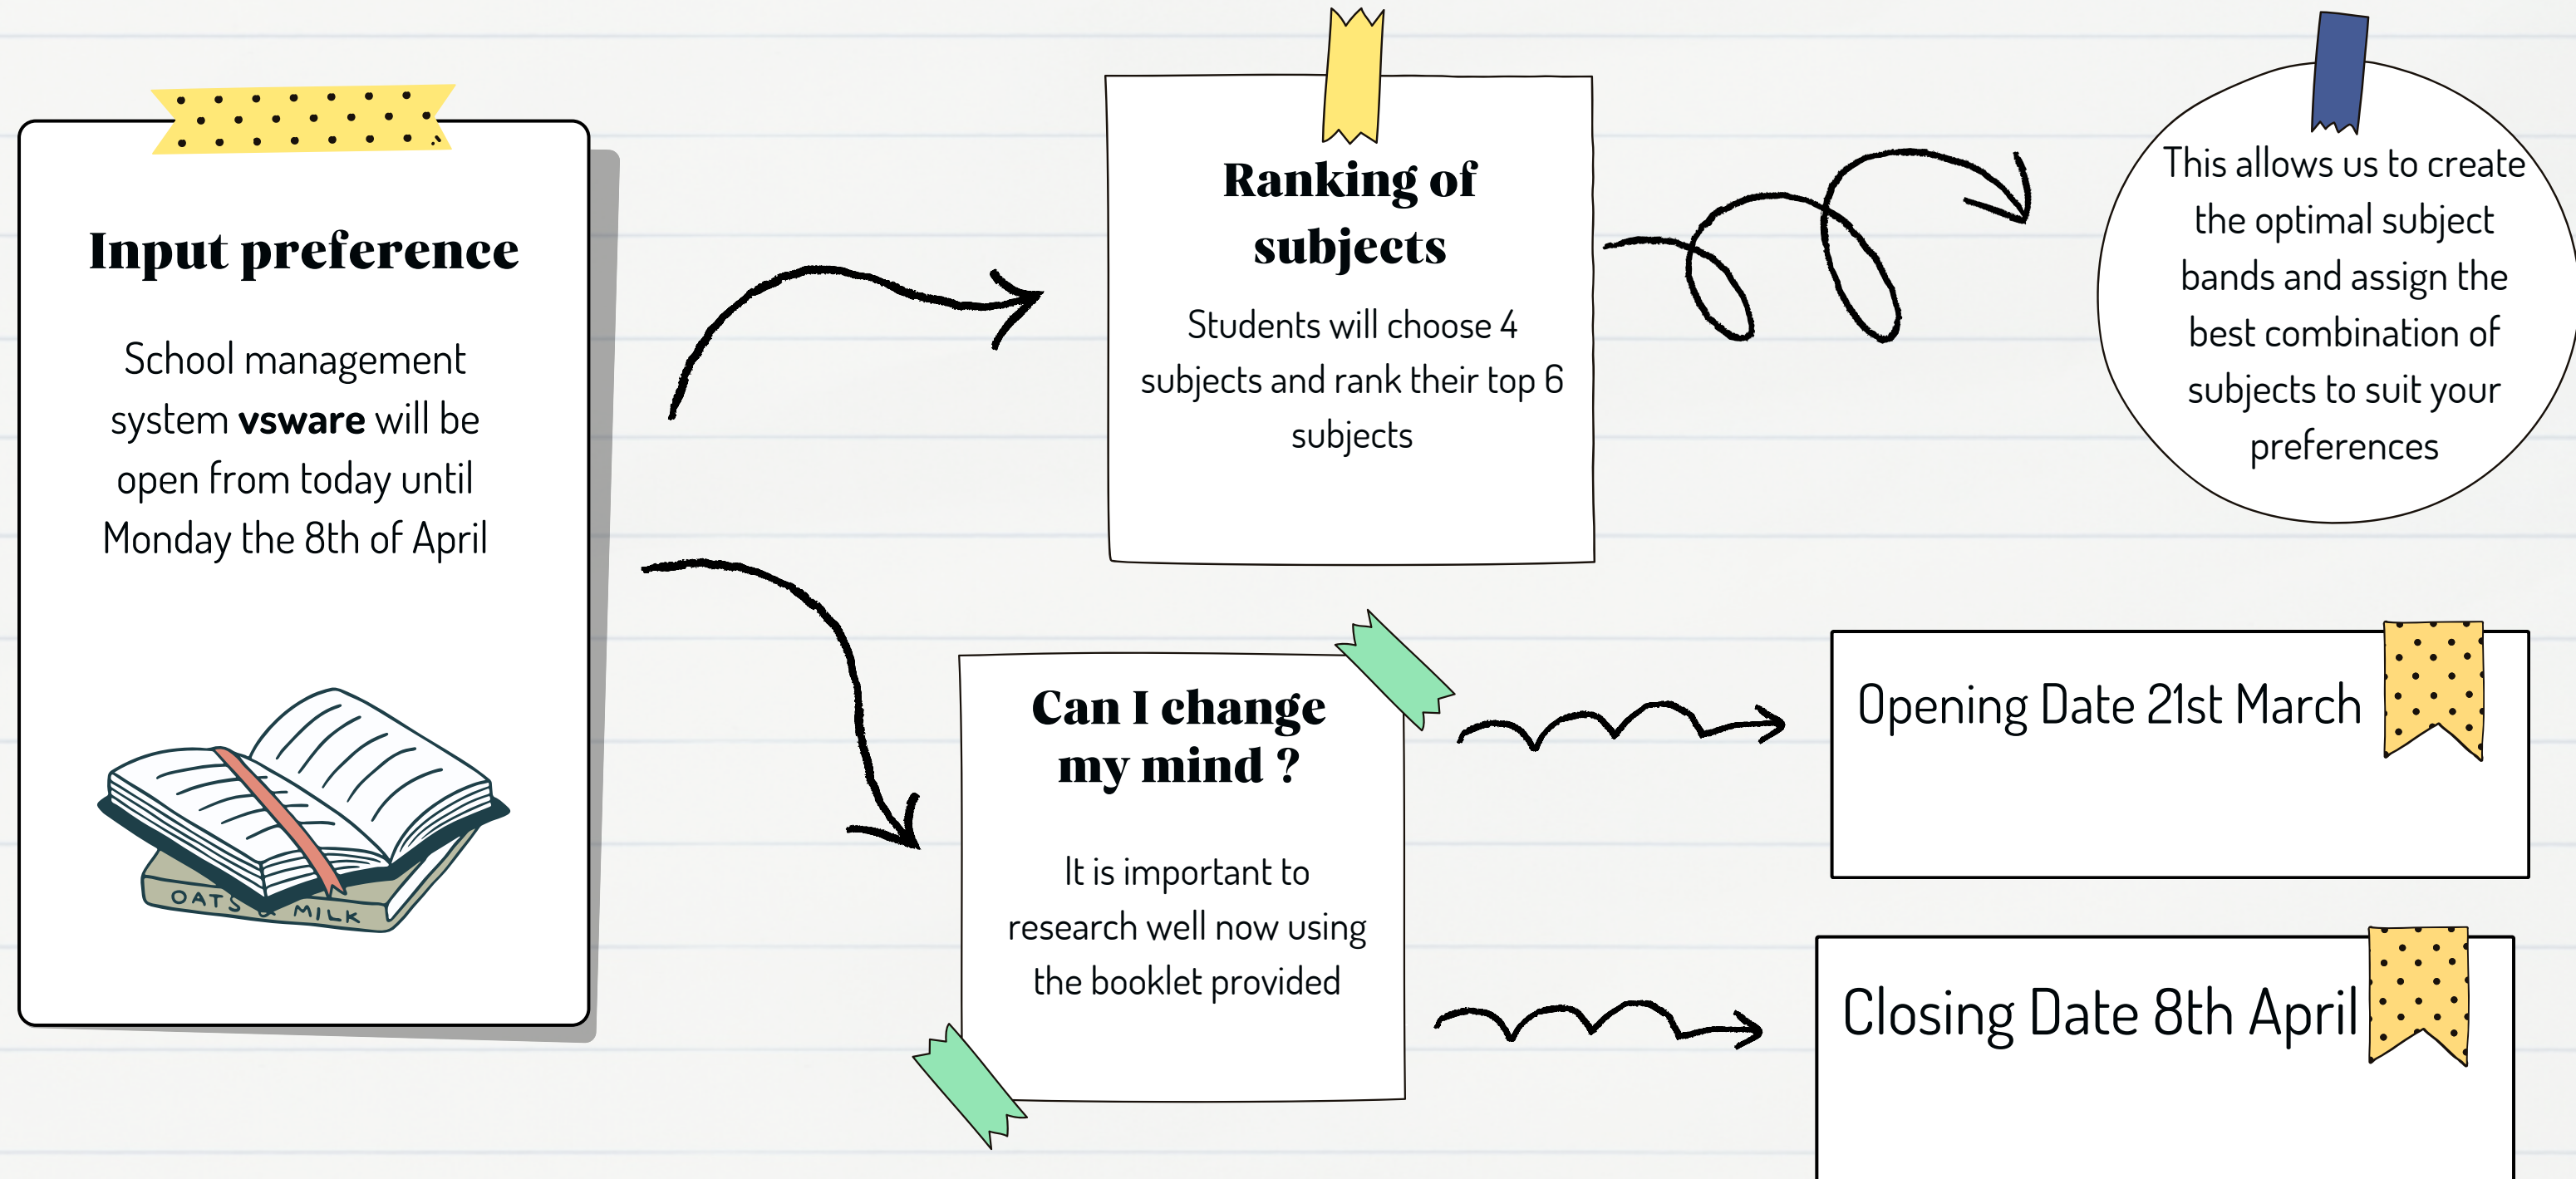 Input preference
School management
system vsware will be
open from today until
Monday the 8th of April
OATS & MILK
Ranking of
subjects
Students will choose 4
subjects and rank their top 6
subjects
This allows us to create
the optimal subject
bands and assign the
best combination of
subjects to suit your
preferences
Can I change
my mind ?
It is important to
research well now using
the booklet provided
Opening Date 21st March
Closing Date 8th April